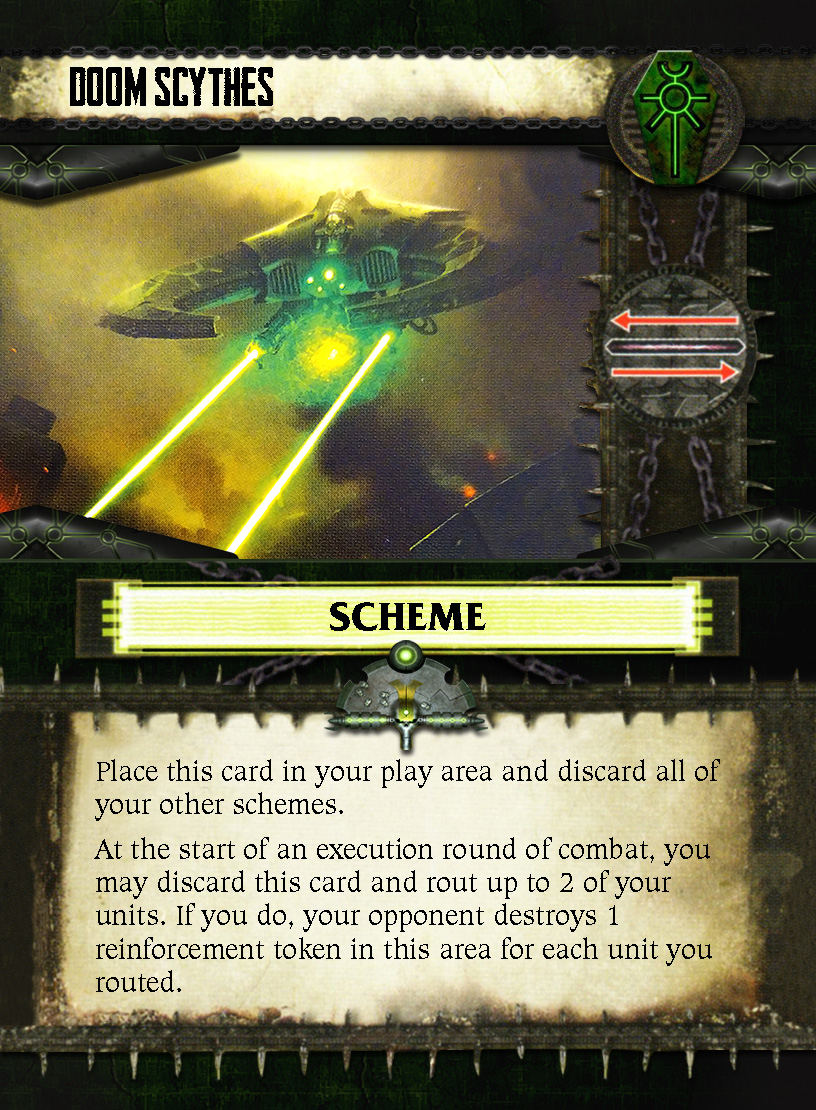 DOOM SCYTHES
SCHEME
Place this card in your play area and discard all of
your other schemes.
At the start of an execution round of combat, you
may discard this card and rout up to 2 of your
units. If you do, your opponent destroys 1
reinforcement token in this area for each unit you
routed.